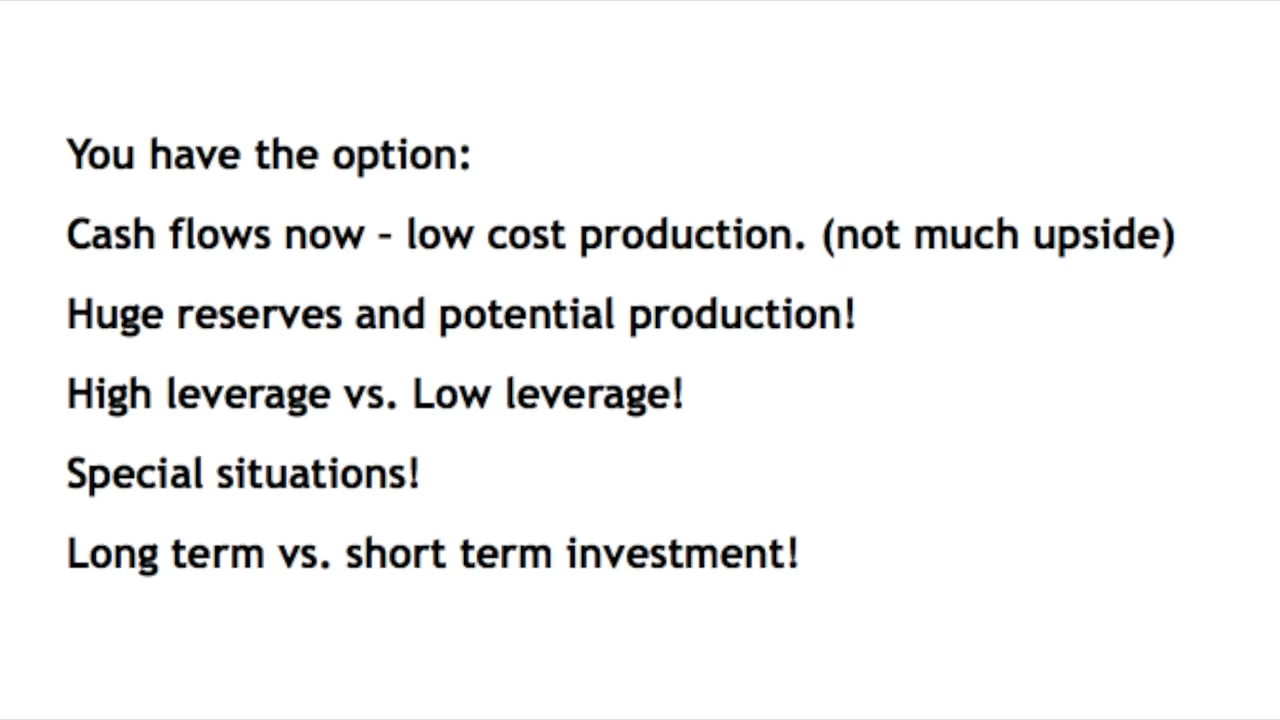 You have the option:
Cash flows now - low cost production. (not much upside)
Huge reserves and potential production!
High leverage vs. Low leverage!
Special situations!
Long term vs. short term investment!